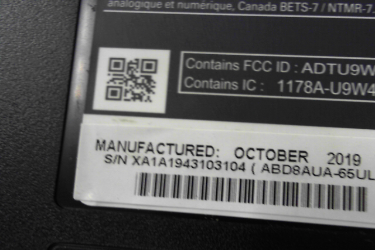 analogique et numérique, Canada BETS-7 / NTMR-7.
Contains FCC ID : ADTU9W
Contains IC : 1178A-U9W4
MANUFACTURED: OCTOBER 2019
S/N XA1A1943103104 ( ABD8AUA-65UL